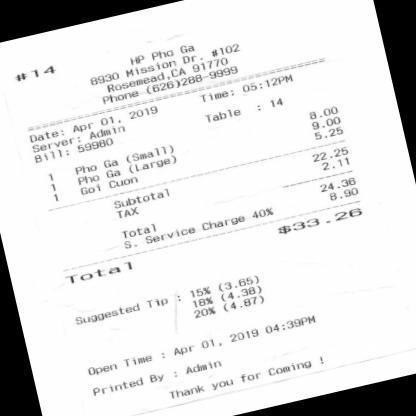 #14
HP Pho Ga
8930 Mission Dr. #102
Rosemead,CA 91770
Phone (626)288-9999
Date: Apr 01, 2019 Time: 05:12PM
Server: Admin Table : 14
Bill: 59980
1 Pho Ga (Small) 8.00
1 Pho Ga (Large) 9.00
1 Goi Cuon 5.25
Subtotal 22.25
TAX 2.11
Total 24.36
S. Service Charge 40% 8.90
Total $33.26
Suggested Tip : 15% (3.65)
18% (4.38)
20% (4.87)
Open Time : Apr 01, 2019 04:39PM
Printed By : Admin
Thank you for Coming !